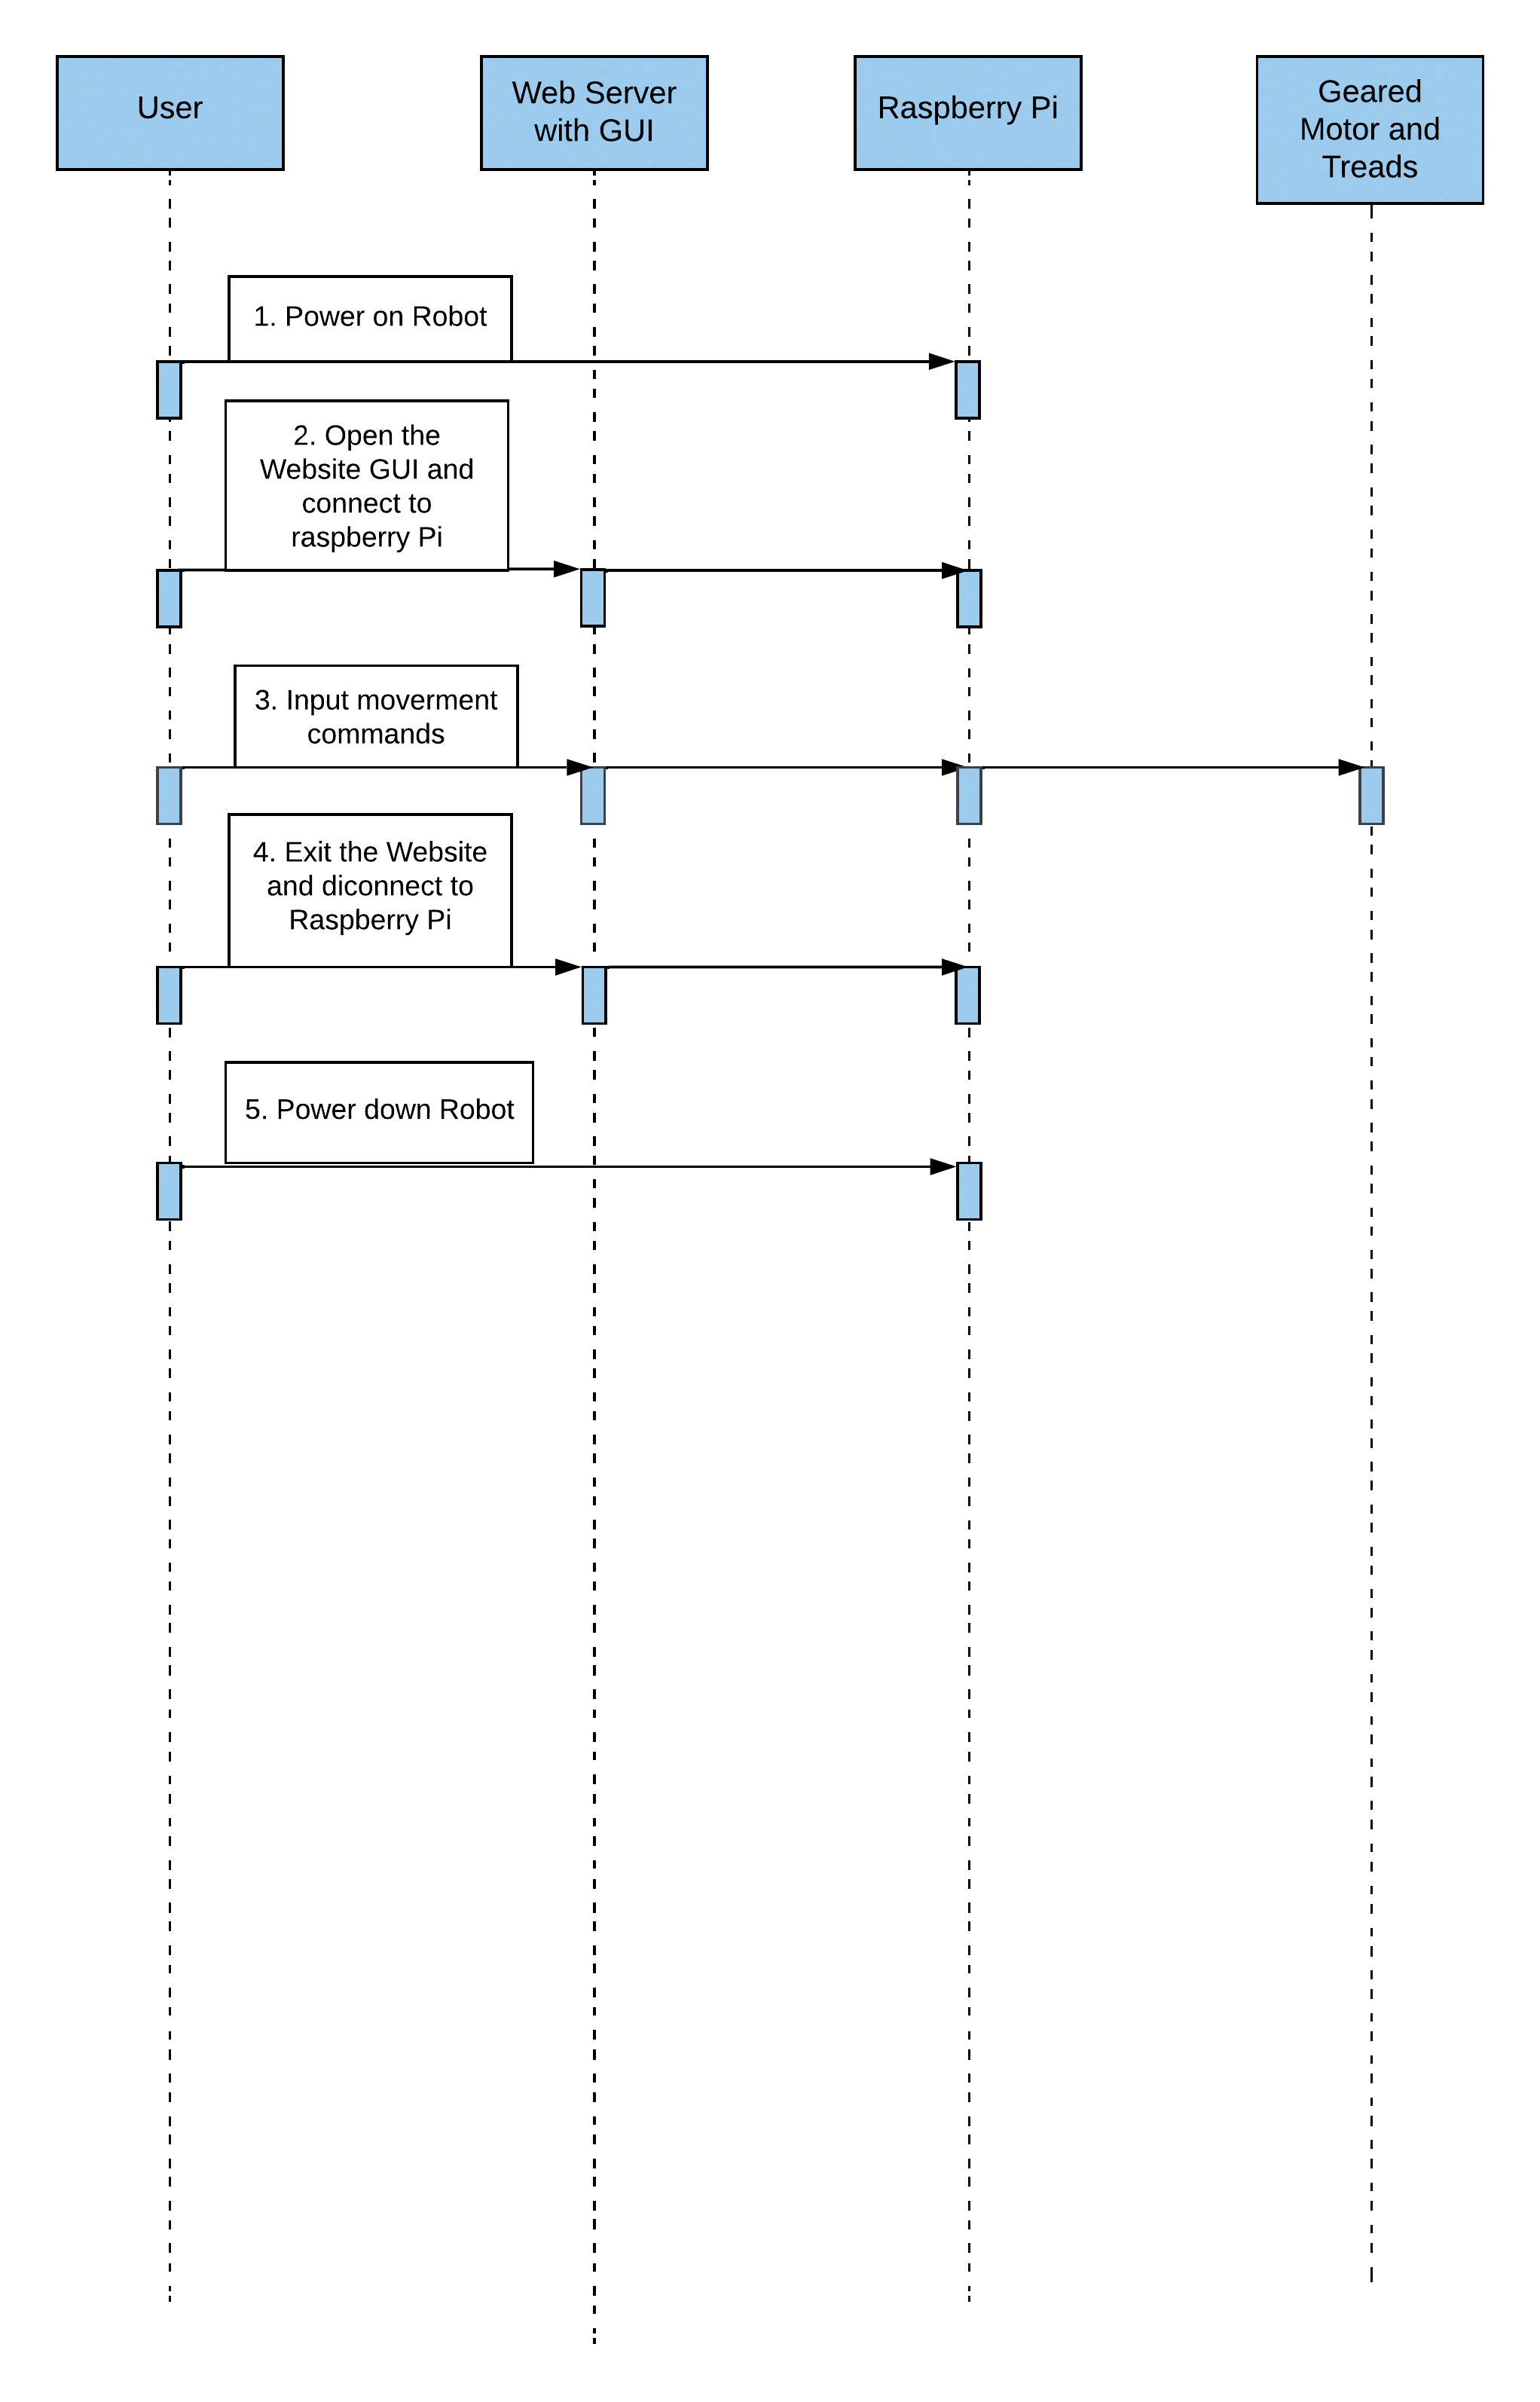 User
Web Server
with GUI
Raspberry Pi
Geared
Motor and
Treads
1. Power on Robot
2. Open the
Website GUI and
connect to
raspberry Pi
3. Input moverment
commands
4. Exit the Website
and diconnect to
Raspberry Pi
5. Power down Robot